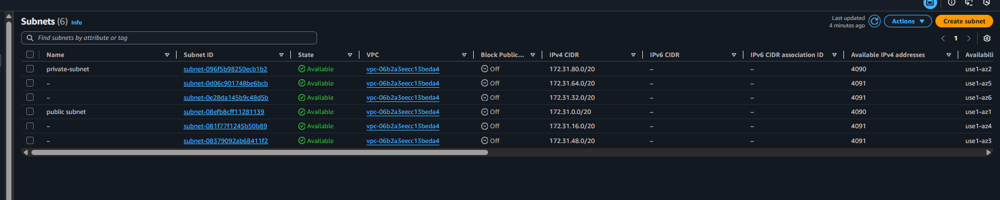 Subnets (6) Info
Last updated
4 minutes ago
Actions
Create subnet
Find subnets by attribute or tag
1
Name Subnet ID State VPC Block Public... IPv4 CIDR IPv6 CIDR IPv6 CIDR association ID Available IPv4 addresses Availabili
private-subnet subnet-096f5b98250ecb1b2 Available vpc-06b2a3eecc13beda4 Off 172.31.80.0/20 – – 4090 use1-az2
– subnet-0d06c901748be6bcb Available vpc-06b2a3eecc13beda4 Off 172.31.64.0/20 – – 4091 use1-az5
– subnet-0e28da145b9c48d5b Available vpc-06b2a3eecc13beda4 Off 172.31.32.0/20 – – 4091 use1-az6
public subnet subnet-08efb8cff11281139 Available vpc-06b2a3eecc13beda4 Off 172.31.0.0/20 – – 4090 use1-az1
– subnet-081f77f1245b50b89 Available vpc-06b2a3eecc13beda4 Off 172.31.16.0/20 – – 4091 use1-az4
– subnet-08379092ab68411f2 Available vpc-06b2a3eecc13beda4 Off 172.31.48.0/20 – – 4091 use1-az3